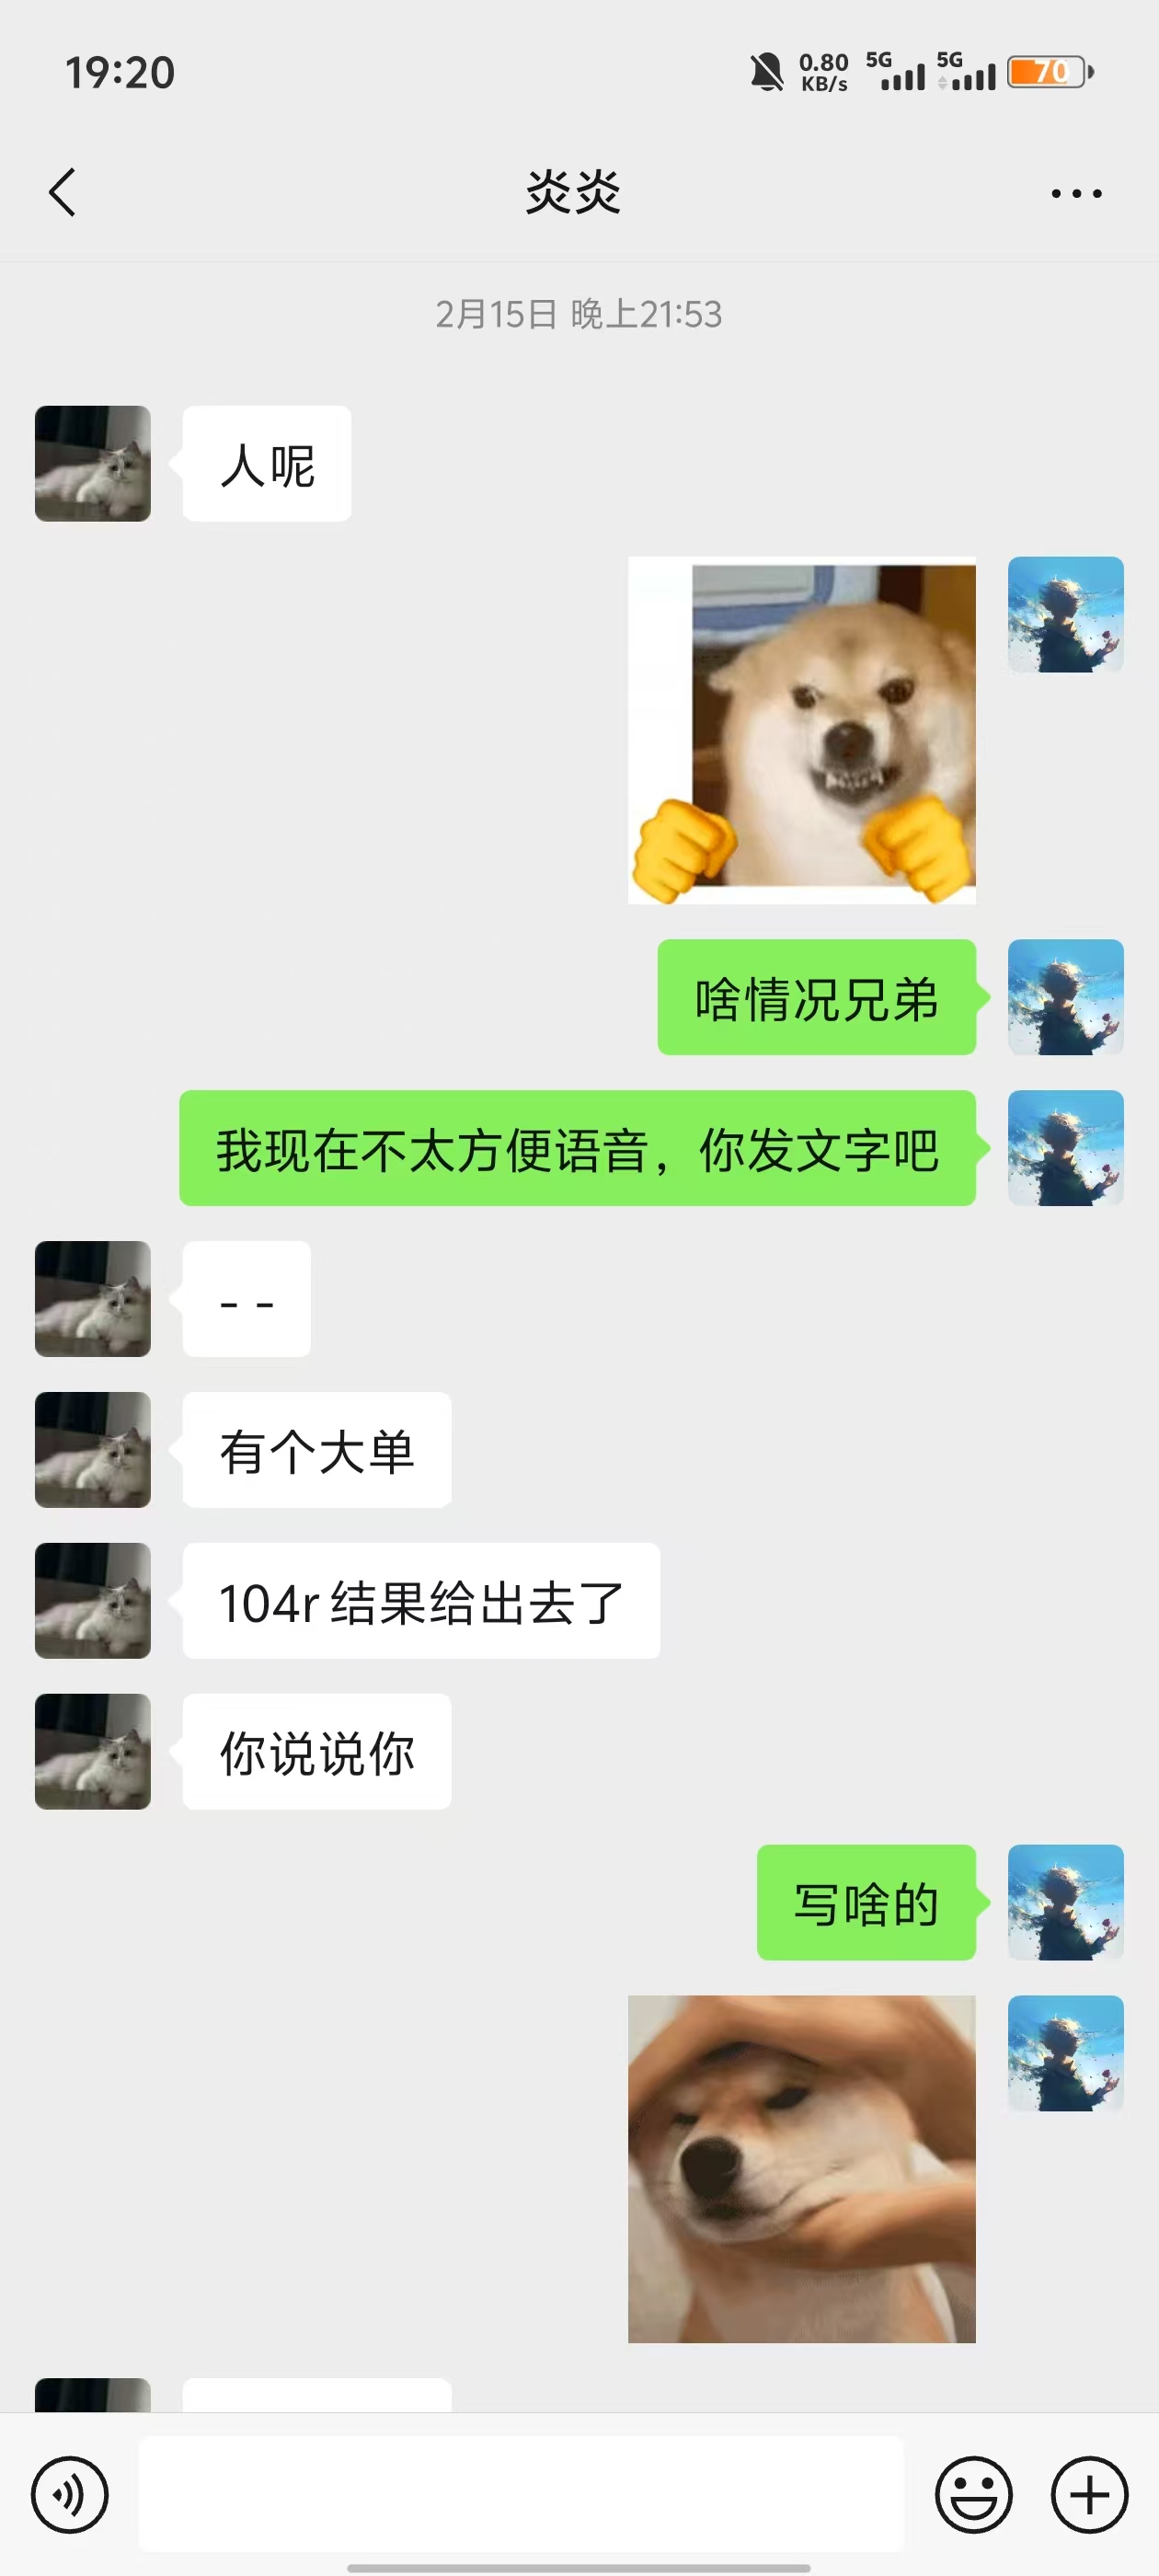 19:20
0.80
KB/s
5G
5G
70
炎炎
2月15日 晚上21:53
人呢
啥情况兄弟
我现在不太方便语音，你发文字吧
- -
有个大单
104r 结果给出去了
你说说你
写啥的